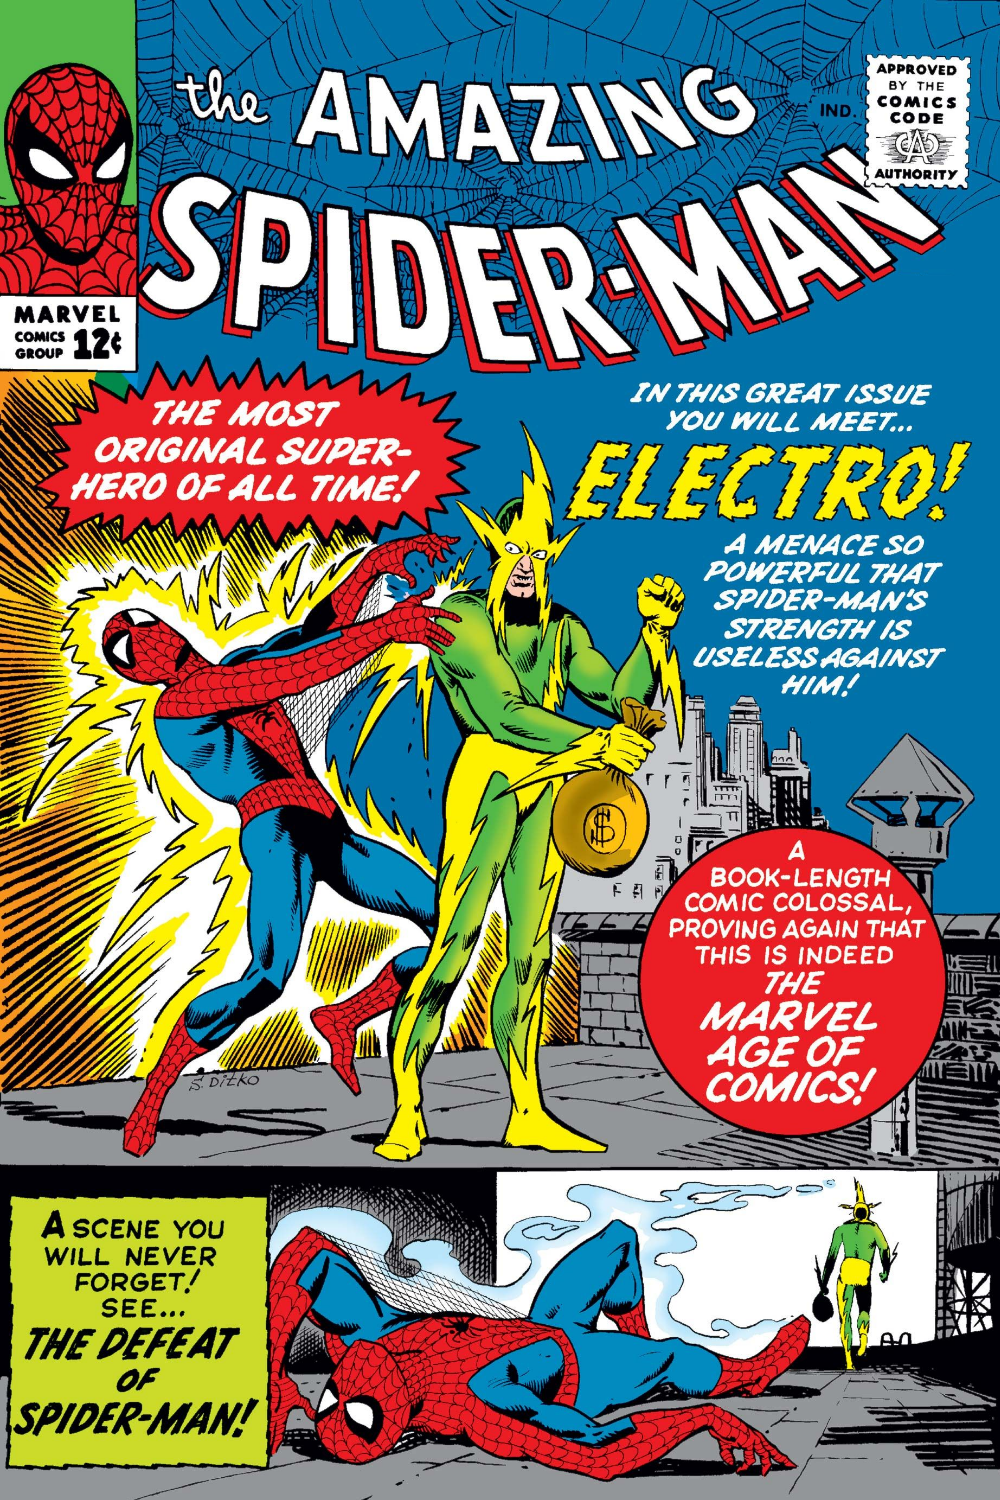 the AMAZING
SPIDER-MAN
IND.
APPROVED
BY THE
COMICS
CODE
CAC
AUTHORITY
MARVEL
COMICS
GROUP
12¢
THE MOST
ORIGINAL SUPER-
HERO OF ALL TIME!
IN THIS GREAT ISSUE
YOU WILL MEET...
ELECTRO!
A MENACE SO
POWERFUL THAT
SPIDER-MAN'S
STRENGTH IS
USELESS AGAINST
HIM!
$
A
BOOK-LENGTH
COMIC COLOSSAL,
PROVING AGAIN THAT
THIS IS INDEED
THE
MARVEL
AGE OF
COMICS!
S. DITKO
A SCENE YOU
WILL NEVER
FORGET!
SEE...
THE DEFEAT
OF
SPIDER-MAN!